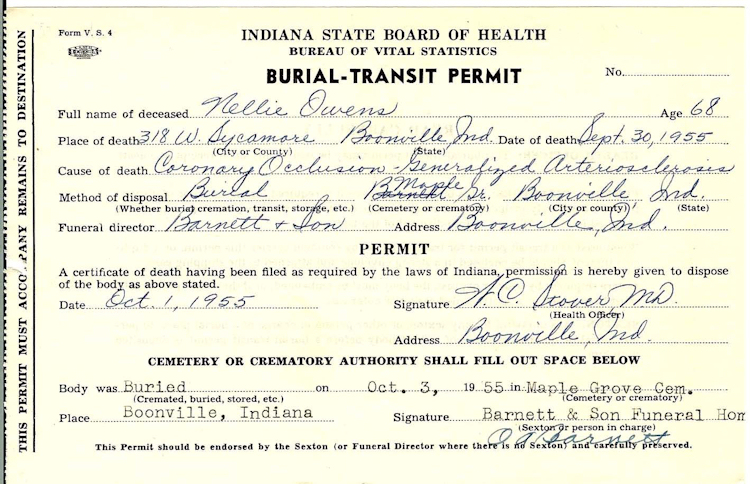 Form V. S. 4
INDIANA STATE BOARD OF HEALTH
BUREAU OF VITAL STATISTICS
BURIAL-TRANSIT PERMIT
No.
Full name of deceased Nellie Owens Age 68
Place of death 318 W. Sycamore Boonville, Ind. Date of death Sept. 30, 1955
(City or County) (State)
Cause of death Coronary Occlusion - Generalized Arteriosclerosis
Method of disposal Burial Maple Gr. Boonville, Ind.
(Whether burial cremation, transit, storage, etc.) (Cemetery or crematory) (City or county) (State)
Funeral director Barnett & Son Address Boonville, Ind.
PERMIT
A certificate of death having been filed as required by the laws of Indiana, permission is hereby given to dispose
of the body as above stated.
Date Oct. 1, 1955 Signature W. C. Stover, M.D.
(Health Officer)
Address Boonville, Ind.
CEMETERY OR CREMATORY AUTHORITY SHALL FILL OUT SPACE BELOW
Body was Buried on Oct. 3, 1955 in Maple Grove Cem.
(Cremated, buried, stored, etc.) (Cemetery or crematory)
Place Boonville, Indiana Signature Barnett & Son Funeral Hom
(Sexton or person in charge)
Barnett
This Permit should be endorsed by the Sexton (or Funeral Director where there is no Sexton) and carefully preserved.
THIS PERMIT MUST ACCOMPANY REMAINS TO DESTINATION